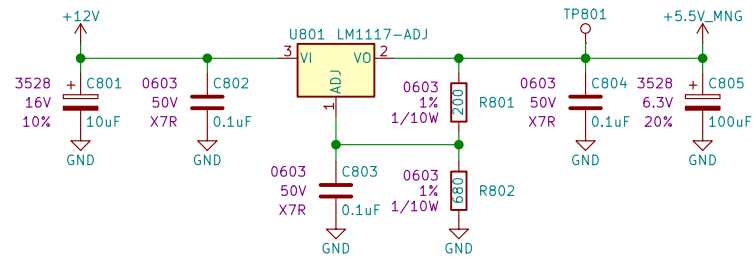 +12V
U801 LM1117-ADJ
TP801
+5.5V_MNG
3 VI VO 2
ADJ
1
3528 + C801
16V
10% 10uF
GND
0603 C802
50V
X7R 0.1uF
GND
0603
1% 200 R801
1/10W
0603 C804
50V
X7R 0.1uF
GND
3528 + C805
6.3V
20% 100uF
GND
0603 C803
50V
X7R 0.1uF
GND
0603
1% 680 R802
1/10W
GND